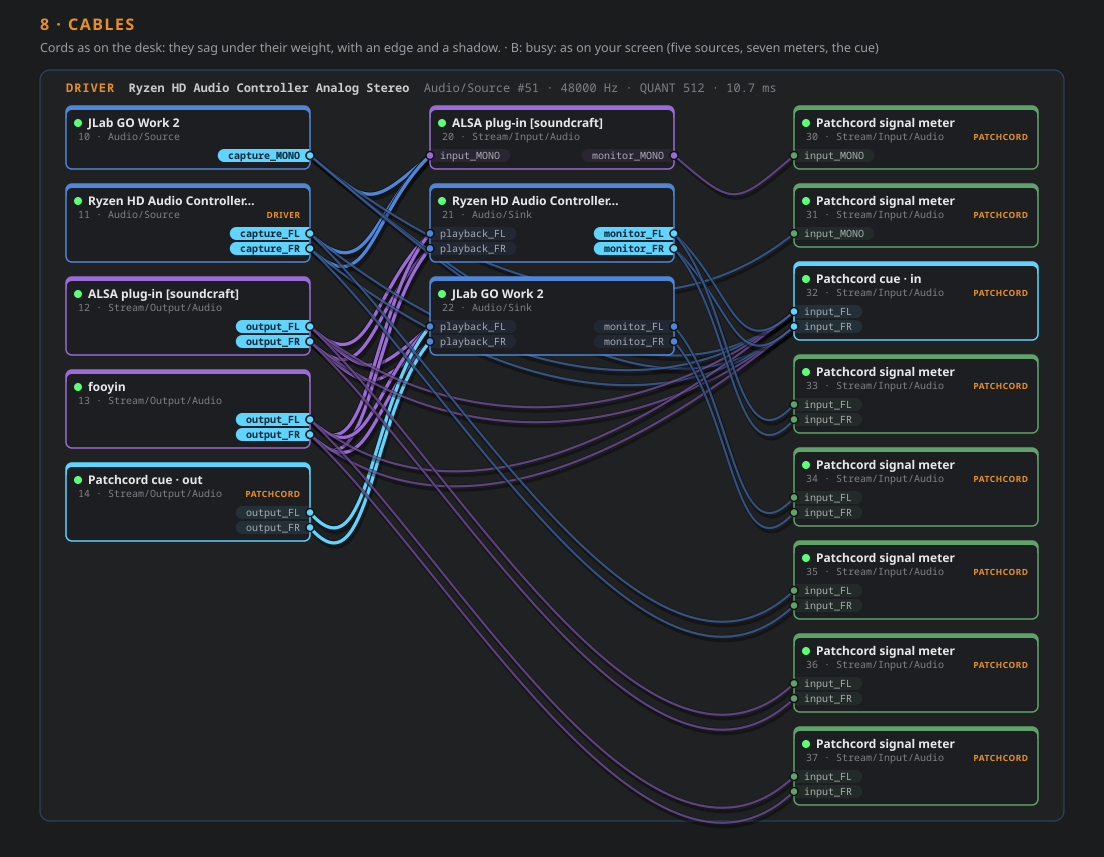 8 · CABLES
Cords as on the desk: they sag under their weight, with an edge and a shadow. · B: busy: as on your screen (five sources, seven meters, the cue)
DRIVER Ryzen HD Audio Controller Analog Stereo Audio/Source #51 · 48000 Hz · QUANT 512 · 10.7 ms
JLab GO Work 2
10 · Audio/Source
capture_MONO
Ryzen HD Audio Controller…
11 · Audio/Source DRIVER
capture_FL
capture_FR
ALSA plug-in [soundcraft]
12 · Stream/Output/Audio
output_FL
output_FR
fooyin
13 · Stream/Output/Audio
output_FL
output_FR
Patchcord cue · out
14 · Stream/Output/Audio PATCHCORD
output_FL
output_FR
ALSA plug-in [soundcraft]
20 · Stream/Input/Audio
input_MONO monitor_MONO
Ryzen HD Audio Controller…
21 · Audio/Sink
playback_FL monitor_FL
playback_FR monitor_FR
JLab GO Work 2
22 · Audio/Sink
playback_FL monitor_FL
playback_FR monitor_FR
Patchcord signal meter
30 · Stream/Input/Audio PATCHCORD
input_MONO
Patchcord signal meter
31 · Stream/Input/Audio PATCHCORD
input_MONO
Patchcord cue · in
32 · Stream/Input/Audio PATCHCORD
input_FL
input_FR
Patchcord signal meter
33 · Stream/Input/Audio PATCHCORD
input_FL
input_FR
Patchcord signal meter
34 · Stream/Input/Audio PATCHCORD
input_FL
input_FR
Patchcord signal meter
35 · Stream/Input/Audio PATCHCORD
input_FL
input_FR
Patchcord signal meter
36 · Stream/Input/Audio PATCHCORD
input_FL
input_FR
Patchcord signal meter
37 · Stream/Input/Audio PATCHCORD
input_FL
input_FR